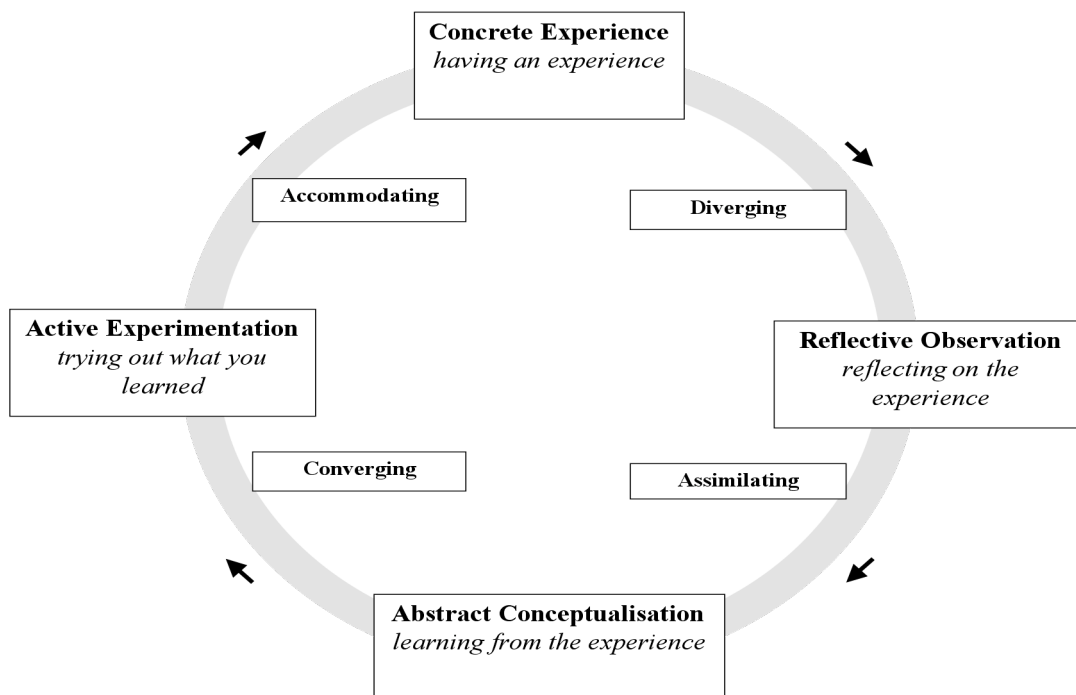 Concrete Experience
having an experience
Accommodating
Diverging
Active Experimentation
trying out what you
learned
Reflective Observation
reflecting on the
experience
Converging
Assimilating
Abstract Conceptualisation
learning from the experience